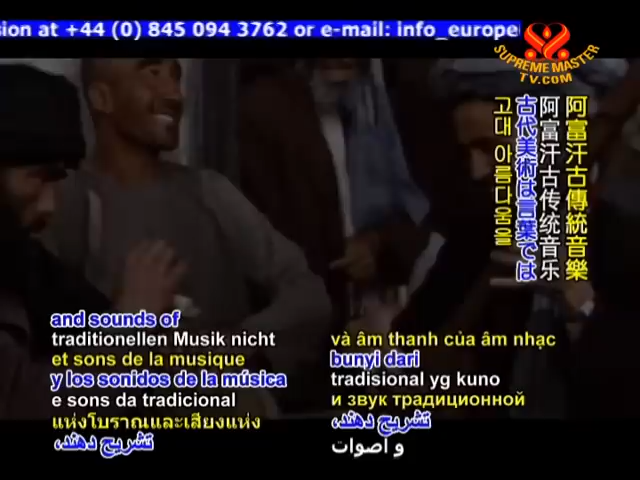 sion at +44 (0) 845 094 3762 or e-mail: info_europe
SUPREME MASTER
TV.COM
阿富汗古傳統音樂
阿富汗古传统音乐
古代美術は言葉では
고대 아름다움을
and sounds of
traditionellen Musik nicht
et sons de la musique
y los sonidos de la música
e sons da tradicional
แห่งโบราณและเสียงแห่ง
تشریح دهند،
và âm thanh của âm nhạc
bunyi dari
tradisional yg kuno
и звук традиционной
تشریح دهند،
و اصوات